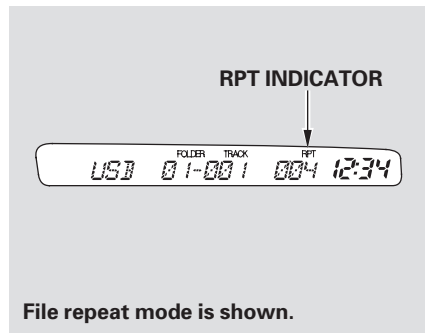 RPT INDICATOR
FOLDER TRACK RPT
USB 01-001 004 12:34
File repeat mode is shown.